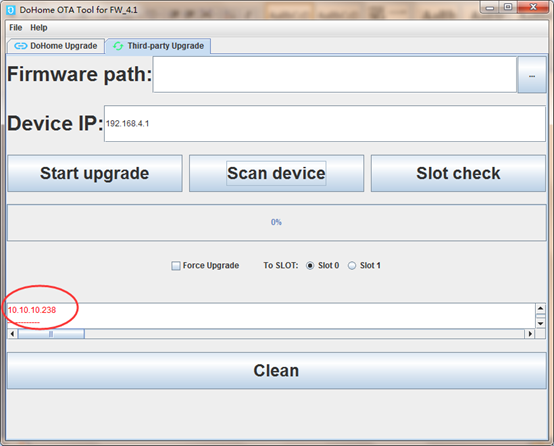 DoHome OTA Tool for FW_4.1
File Help
DoHome Upgrade Third-party Upgrade
Firmware path: ...
Device IP: 192.168.4.1
Start upgrade Scan device Slot check
0%
Force Upgrade To SLOT: Slot 0 Slot 1
10.10.10.238
------------
Clean